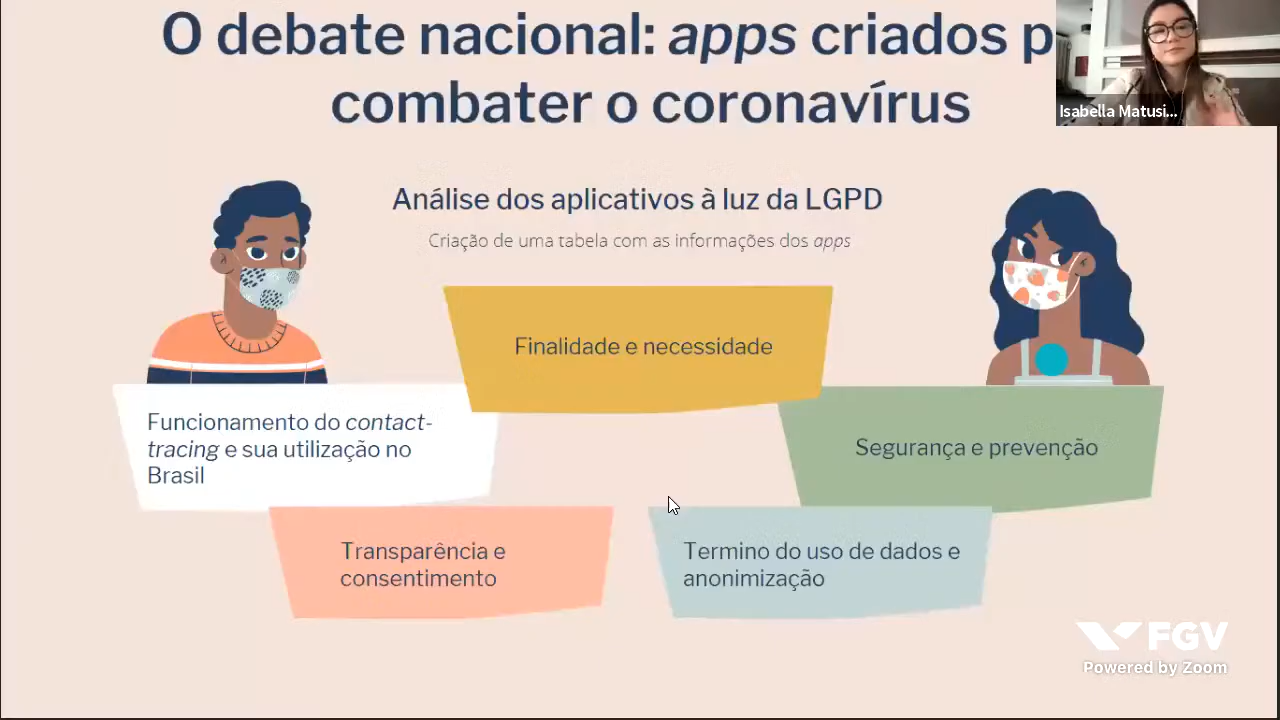 O debate nacional: apps criados p
combater o coronavírus
Isabella Matusi...
Análise dos aplicativos à luz da LGPD
Criação de uma tabela com as informações dos apps
Finalidade e necessidade
Funcionamento do contact-
tracing e sua utilização no
Brasil
Segurança e prevenção
Transparência e
consentimento
Termino do uso de dados e
anonimização
FGV
Powered by Zoom